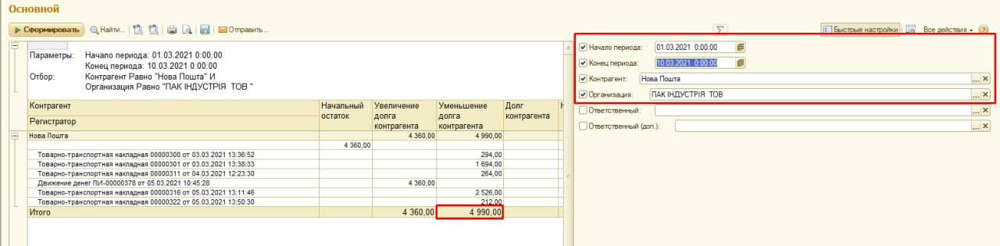 Основной
Сформировать Найти... Отправить... Σ Быстрые настройки Все действия ?
Параметры: Начало периода: 01.03.2021 0:00:00
Конец периода: 10.03.2021 0:00:00
Отбор: Контрагент Равно "Нова Пошта" И
Организация Равно "ПАК ІНДУСТРІЯ ТОВ "
Контрагент Начальный остаток Увеличение долга контрагента Уменьшение долга контрагента Долг контрагента
Регистратор
Нова Пошта 4 360,00 4 990,00
4 360,00
Товарно-транспортная накладная 00000300 от 03.03.2021 13:36:52 294,00
Товарно-транспортная накладная 00000301 от 03.03.2021 13:38:33 1 694,00
Товарно-транспортная накладная 00000311 от 04.03.2021 12:23:30 264,00
Движение денег ПИ-00000378 от 05.03.2021 10:45:28 4 360,00
Товарно-транспортная накладная 00000316 от 05.03.2021 13:11:46 2 526,00
Товарно-транспортная накладная 00000322 от 05.03.2021 13:50:30 212,00
Итого 4 360,00 4 990,00
Начало периода: 01.03.2021 0:00:00
Конец периода: 10.03.2021 0:00:00
Контрагент: Нова Пошта ... ×
Организация: ПАК ІНДУСТРІЯ ТОВ ... ×
Ответственный: ... ×
Ответственный (доп.): ... ×